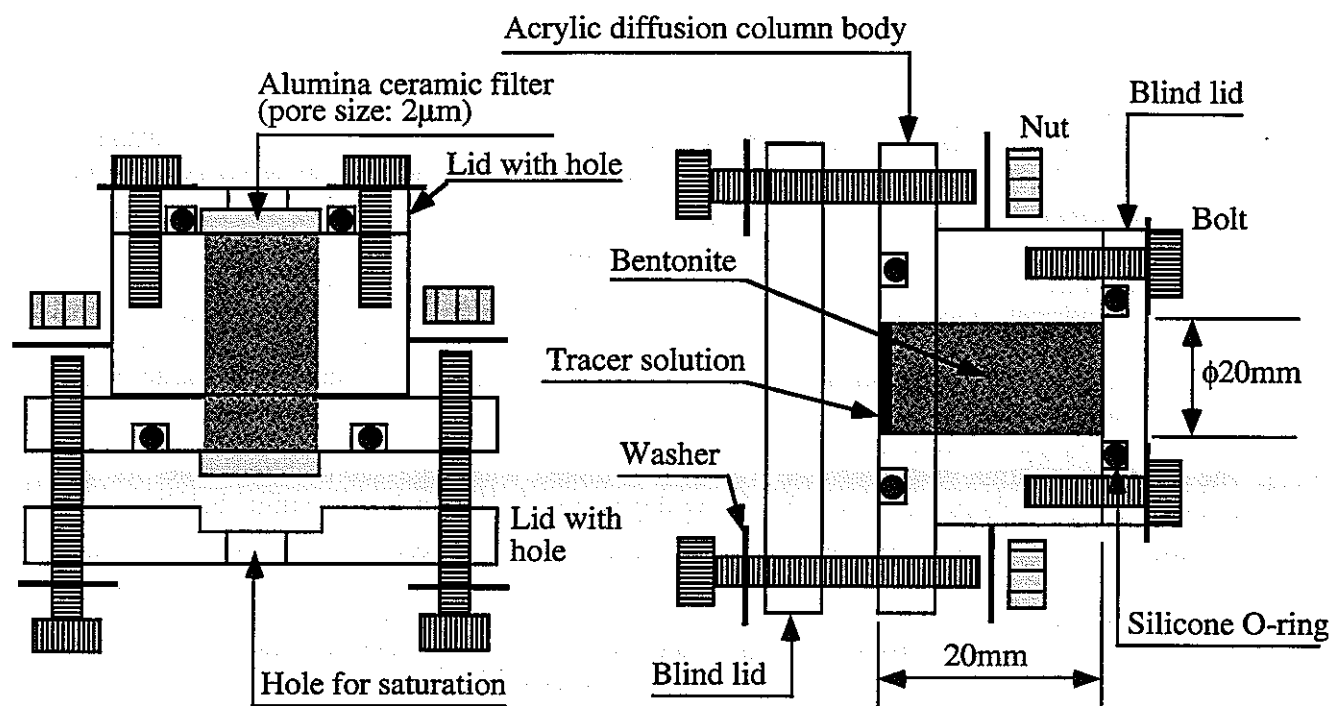 Acrylic diffusion column body
Alumina ceramic filter
(pore size: 2μm)
Lid with hole
Nut
Blind lid
Bolt
Bentonite
Tracer solution
φ20mm
Washer
Lid with
hole
Silicone O-ring
20mm
Blind lid
Hole for saturation